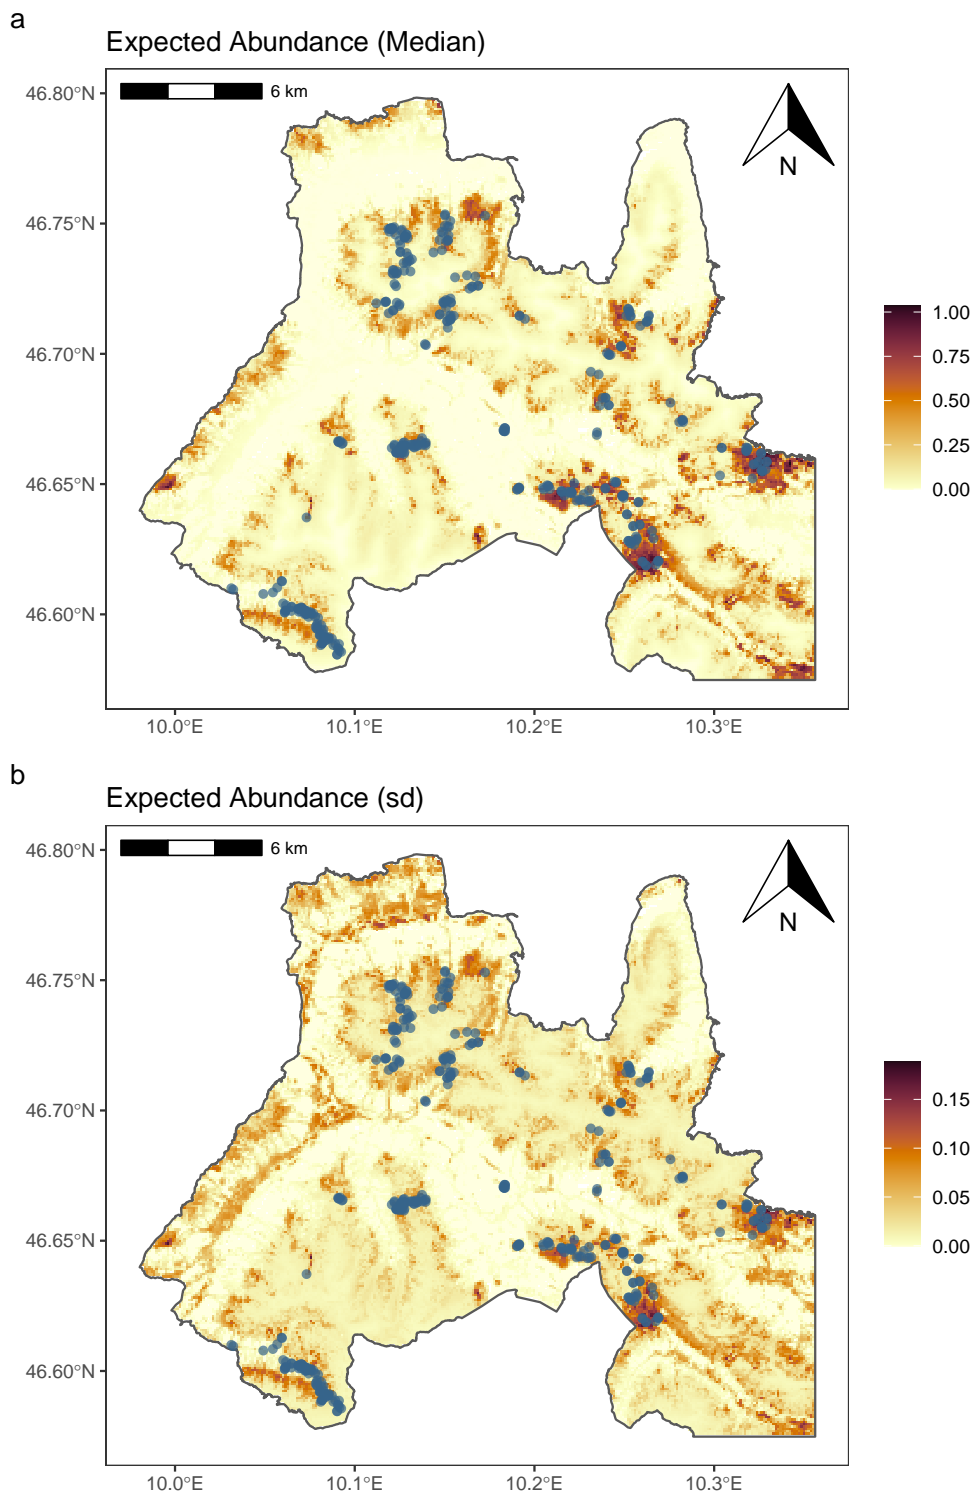 a
Expected Abundance (Median)
6 km
N
46.80°N
46.75°N
46.70°N
46.65°N
46.60°N
10.0°E 10.1°E 10.2°E 10.3°E
1.00
0.75
0.50
0.25
0.00
b
Expected Abundance (sd)
6 km
N
46.80°N
46.75°N
46.70°N
46.65°N
46.60°N
10.0°E 10.1°E 10.2°E 10.3°E
0.15
0.10
0.05
0.00